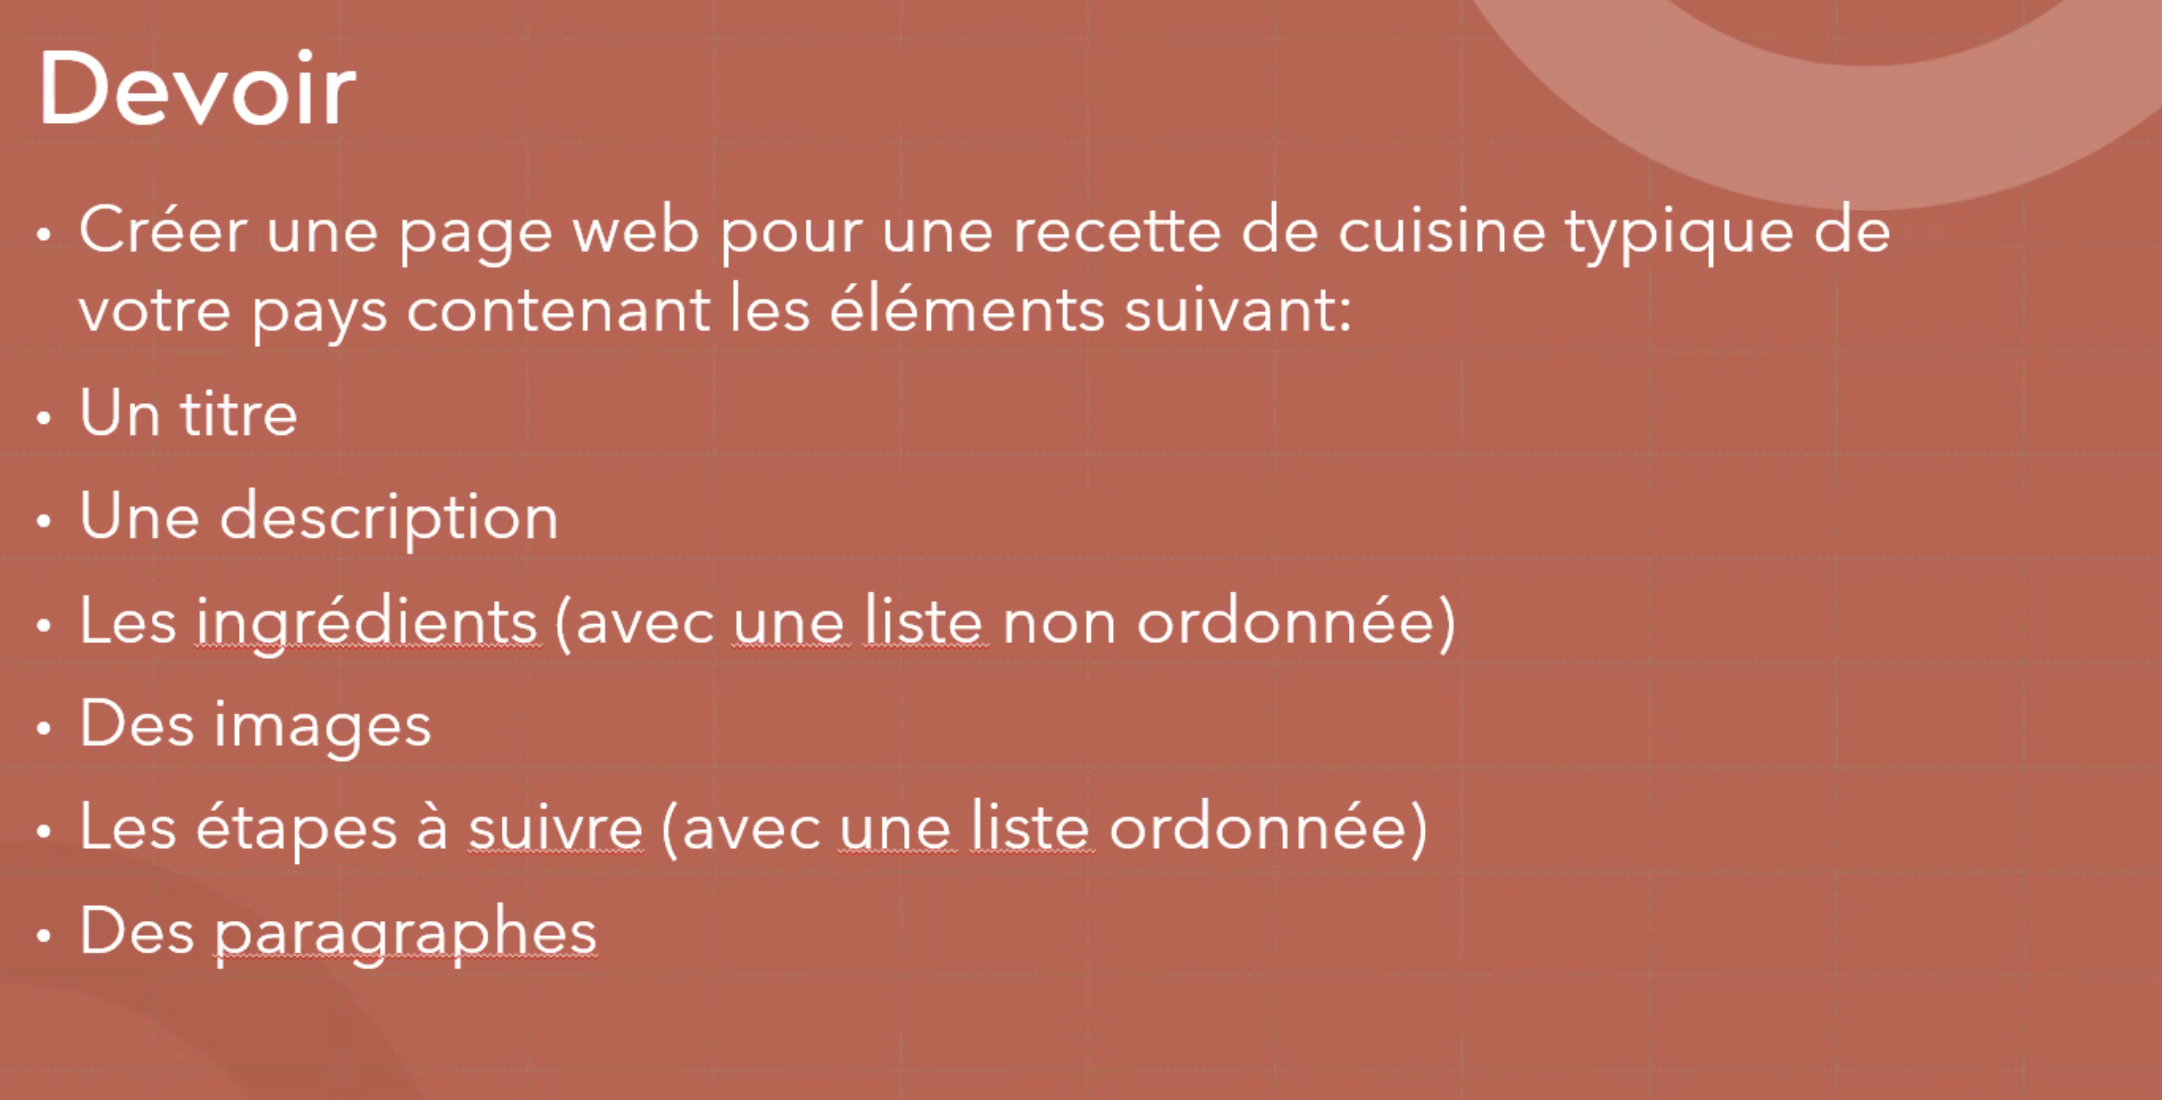 Devoir
• Créer une page web pour une recette de cuisine typique de
votre pays contenant les éléments suivant:
• Un titre
• Une description
• Les ingrédients (avec une liste non ordonnée)
• Des images
• Les étapes à suivre (avec une liste ordonnée)
• Des paragraphes